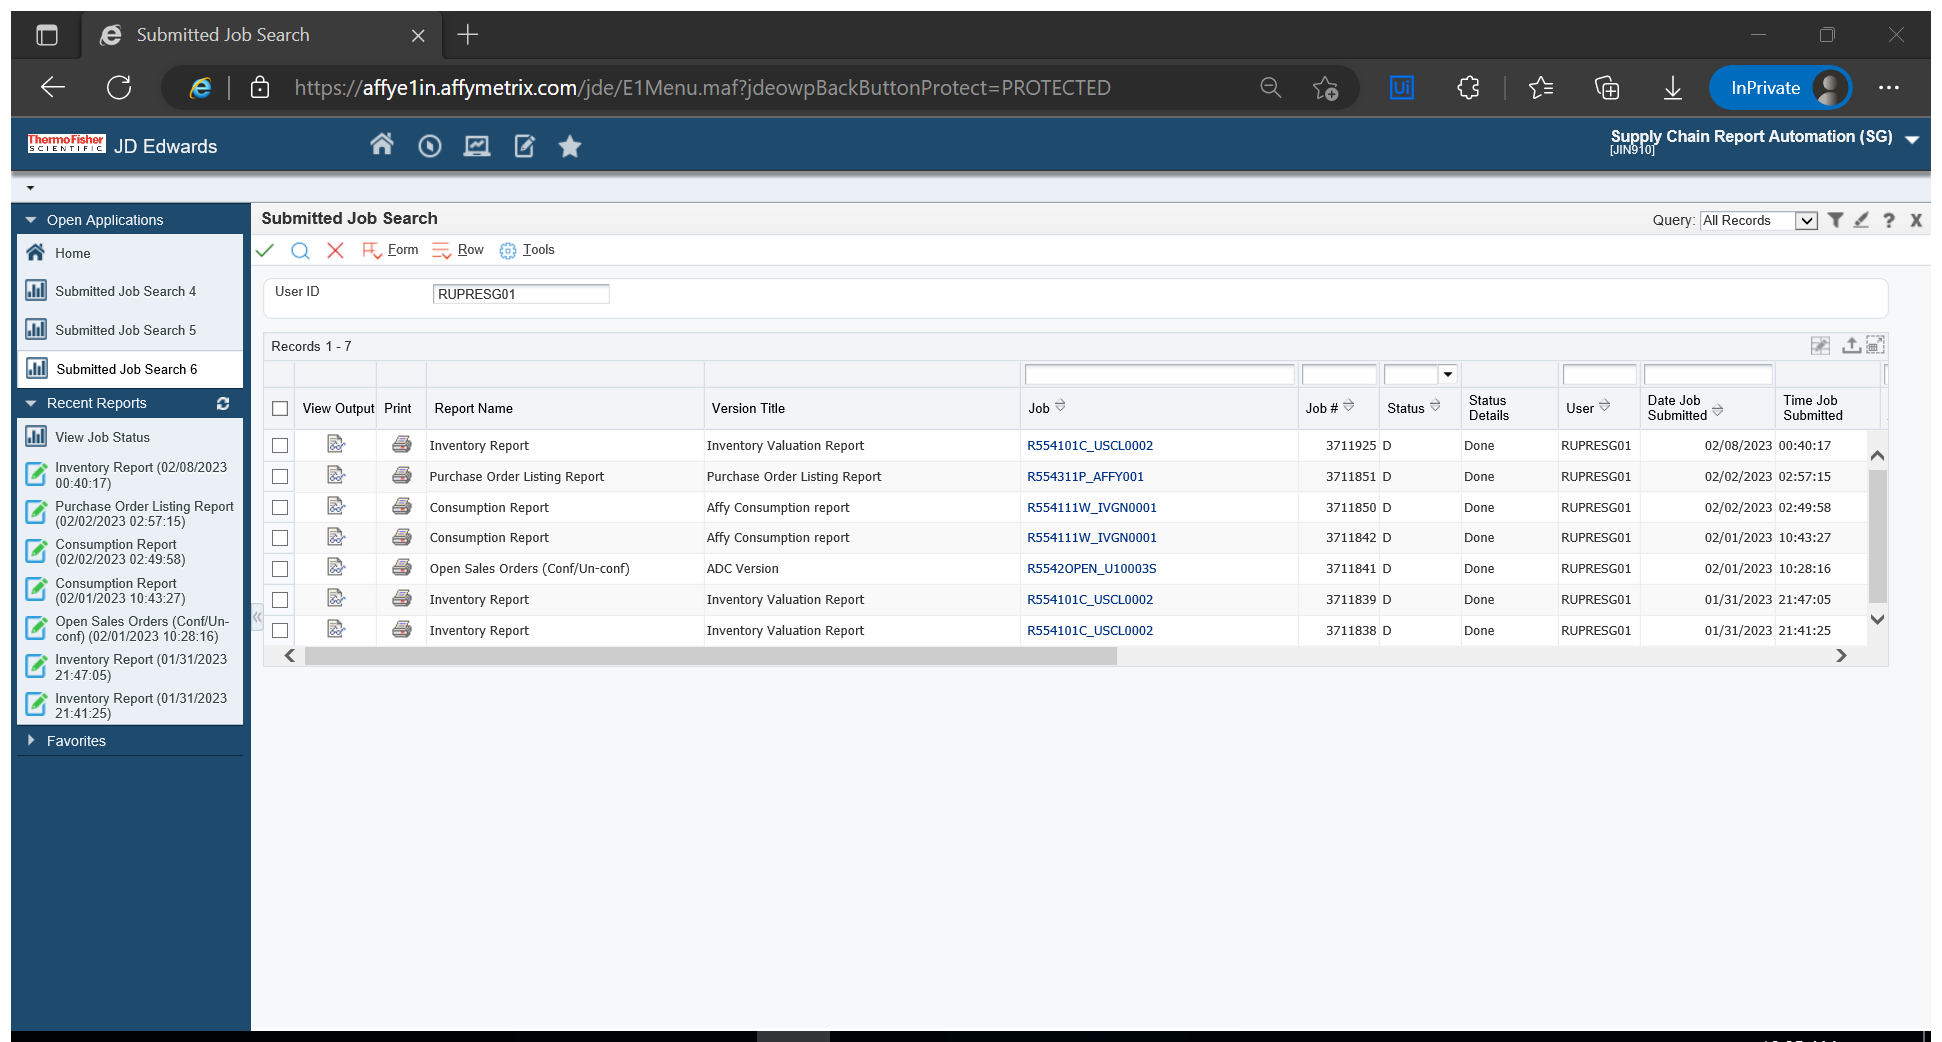 Submitted Job Search
https://affye1in.affymetrix.com/jde/E1Menu.maf?jdeowpBackButtonProtect=PROTECTED
Ui
InPrivate
ThermoFisher
SCIENTIFIC
JD Edwards
Supply Chain Report Automation (SG)
[JIN910]
Open Applications
Home
Submitted Job Search 4
Submitted Job Search 5
Submitted Job Search 6
Recent Reports
View Job Status
Inventory Report (02/08/2023
00:40:17)
Purchase Order Listing Report
(02/02/2023 02:57:15)
Consumption Report
(02/02/2023 02:49:58)
Consumption Report
(02/01/2023 10:43:27)
Open Sales Orders (Conf/Un-
conf) (02/01/2023 10:28:16)
Inventory Report (01/31/2023
21:47:05)
Inventory Report (01/31/2023
21:41:25)
Favorites
Submitted Job Search
Query: All Records
Form Row Tools
User ID RUPRESG01
Records 1 - 7
View Output Print Report Name Version Title Job Job # Status Status Details User Date Job Submitted Time Job Submitted
Inventory Report Inventory Valuation Report R554101C_USCL0002 3711925 D Done RUPRESG01 02/08/2023 00:40:17
Purchase Order Listing Report Purchase Order Listing Report R554311P_AFFY001 3711851 D Done RUPRESG01 02/02/2023 02:57:15
Consumption Report Affy Consumption report R554111W_IVGN0001 3711850 D Done RUPRESG01 02/02/2023 02:49:58
Consumption Report Affy Consumption report R554111W_IVGN0001 3711842 D Done RUPRESG01 02/01/2023 10:43:27
Open Sales Orders (Conf/Un-conf) ADC Version R5542OPEN_U10003S 3711841 D Done RUPRESG01 02/01/2023 10:28:16
Inventory Report Inventory Valuation Report R554101C_USCL0002 3711839 D Done RUPRESG01 01/31/2023 21:47:05
Inventory Report Inventory Valuation Report R554101C_USCL0002 3711838 D Done RUPRESG01 01/31/2023 21:41:25